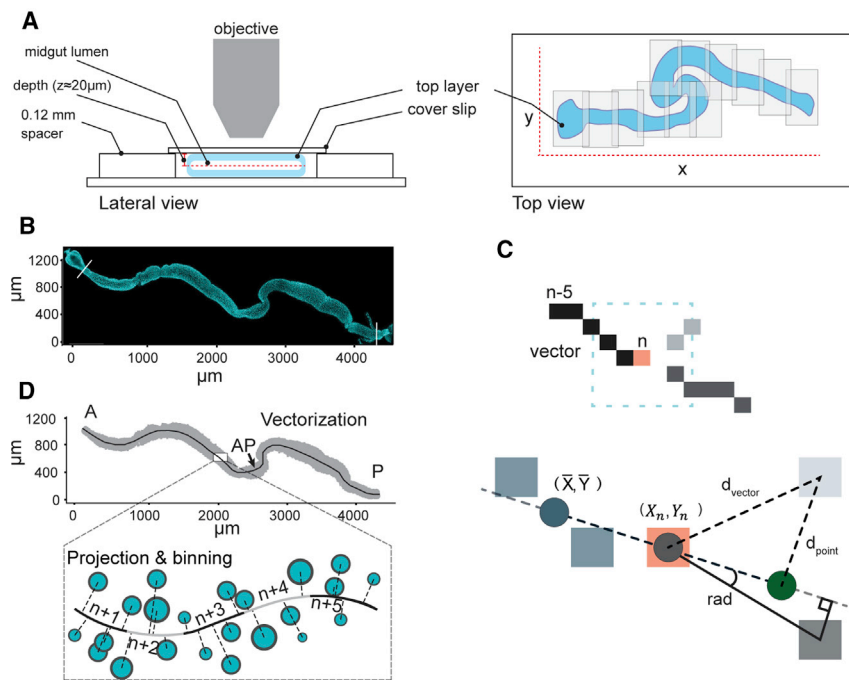 A
objective
midgut lumen
depth (z≈20µm)
0.12 mm
spacer
top layer
cover slip
Lateral view
y
x
Top view
B
µm
1200
800
400
0
0
1000
2000
3000
4000
µm
C
n-5
n
vector
(X̅, Y̅)
(Xn,Yn )
dvector
dpoint
rad
D
µm
1200
800
400
0
A
Vectorization
AP
P
0
1000
2000
3000
4000
µm
Projection & binning
n+1
n+2
n+3
n+4
n+5